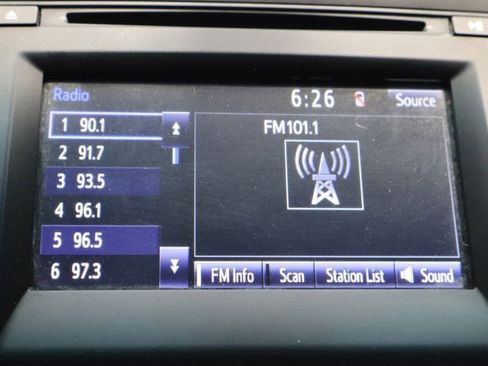 Radio 6:26 Source
1 90.1
FM101.1
2 91.7
3 93.5
4 96.1
5 96.5
6 97.3
FM Info Scan Station List Sound